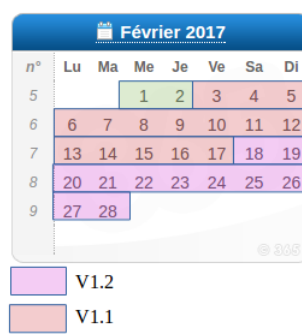 Février 2017
n° Lu Ma Me Je Ve Sa Di
5 1 2 3 4 5
6 6 7 8 9 10 11 12
7 13 14 15 16 17 18 19
8 20 21 22 23 24 25 26
9 27 28
© 365
V1.2
V1.1